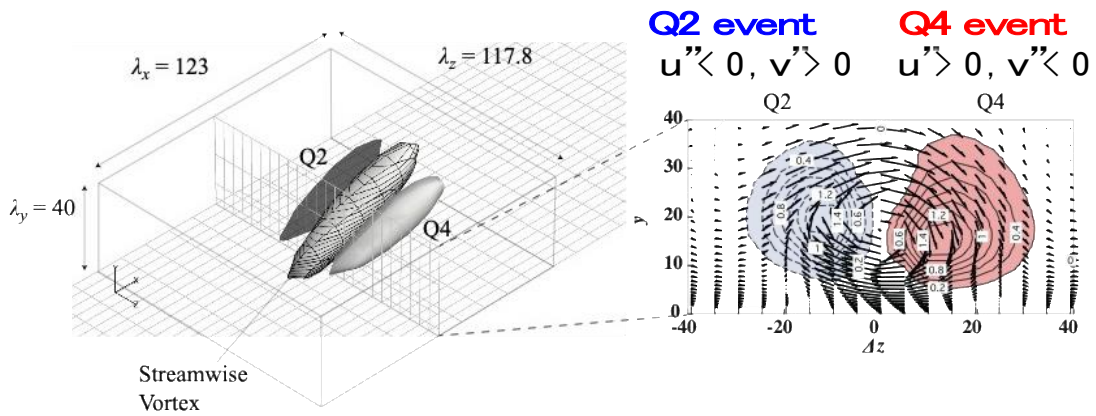 λx = 123
λz = 117.8
λy = 40
Q2
Q4
Streamwise
Vortex
Q2 event
Q4 event
u"< 0, v"> 0
u"> 0, v"< 0
Q2
Q4
40
30
20
10
0
y
-40
-20
0
20
40
Δz
0
0.4
1.2
0.8
1.4
0.6
1
0.2
0.6
1.4
1.2
1
0.4
0.8
0.2
0